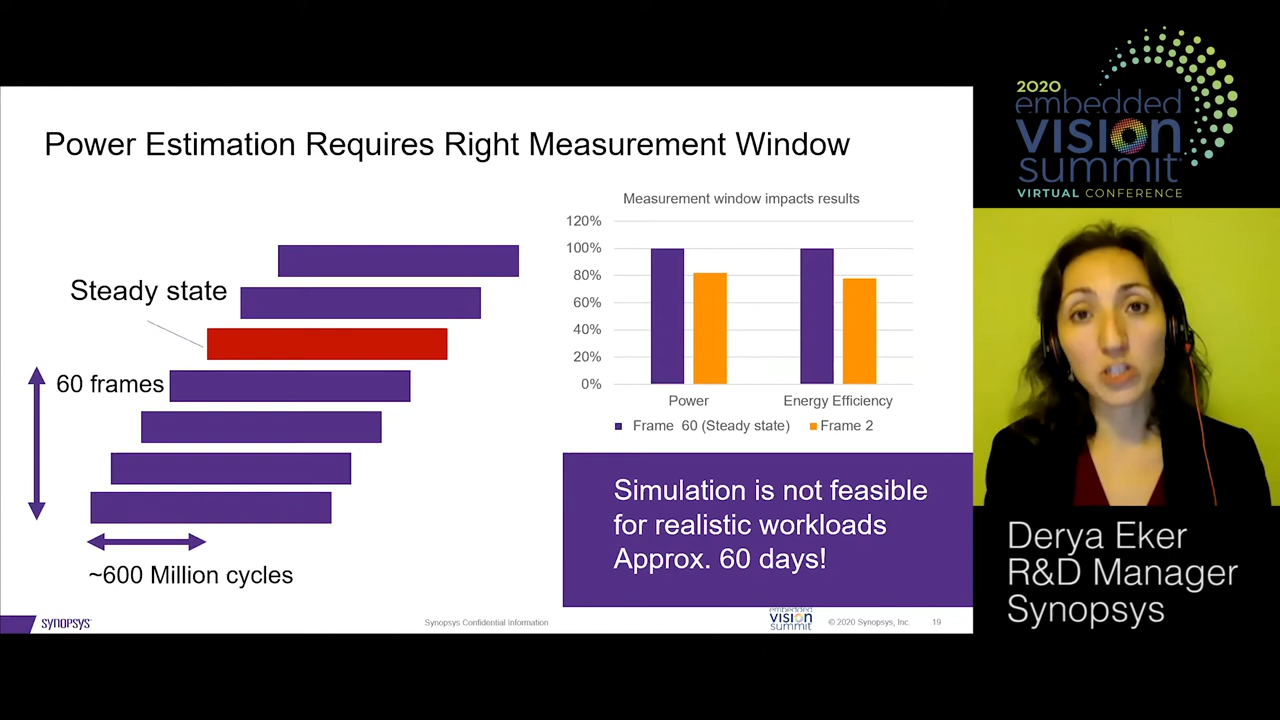 Power Estimation Requires Right Measurement Window
Steady state
60 frames
~600 Million cycles
Measurement window impacts results
120%
100%
80%
60%
40%
20%
0%
Power
Energy Efficiency
Frame 60 (Steady state)
Frame 2
Simulation is not feasible
for realistic workloads
Approx. 60 days!
SYNOPSYS
Synopsys Confidential Information
embedded
VISION
summit
© 2020 Synopsys, Inc.
19
2020
embedded
VISION
summit
VIRTUAL CONFERENCE
Derya Eker
R&D Manager
Synopsys